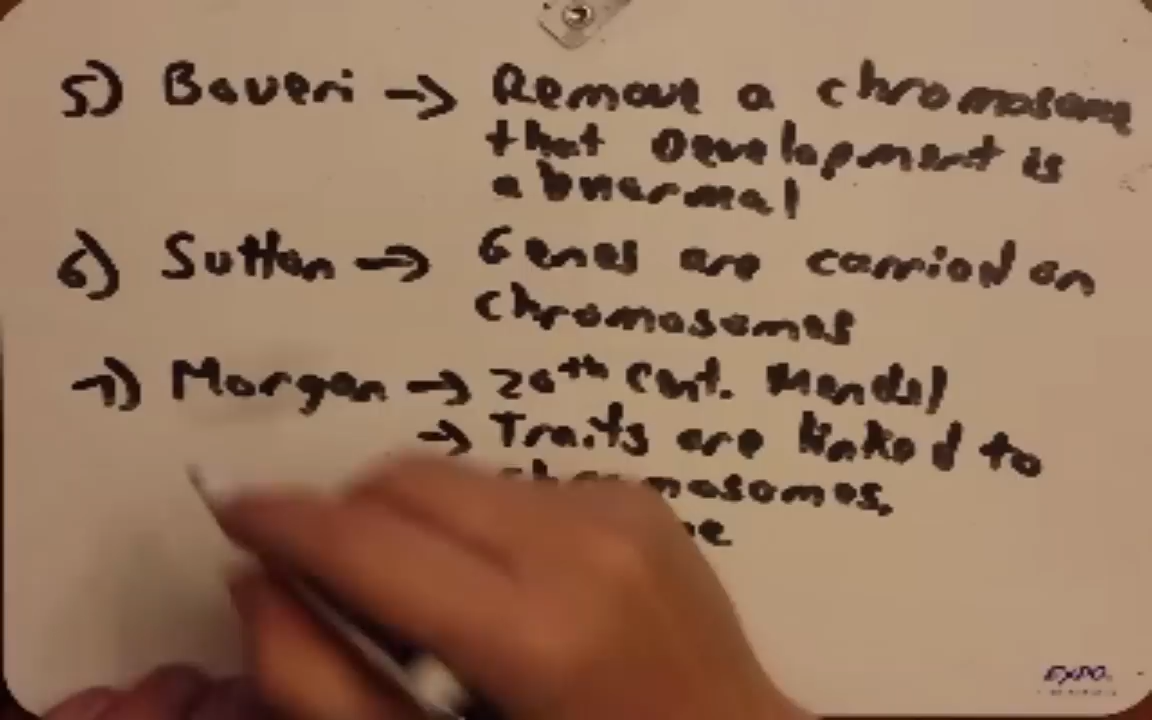 5) Boveri → Remove a chromosome
that Development is
abnormal
6) Sutton → Genes are carried on
chromosomes
7) Morgan → 20th Cent. Mendel
→ Traits are linked to
chromosomes.
EXPO